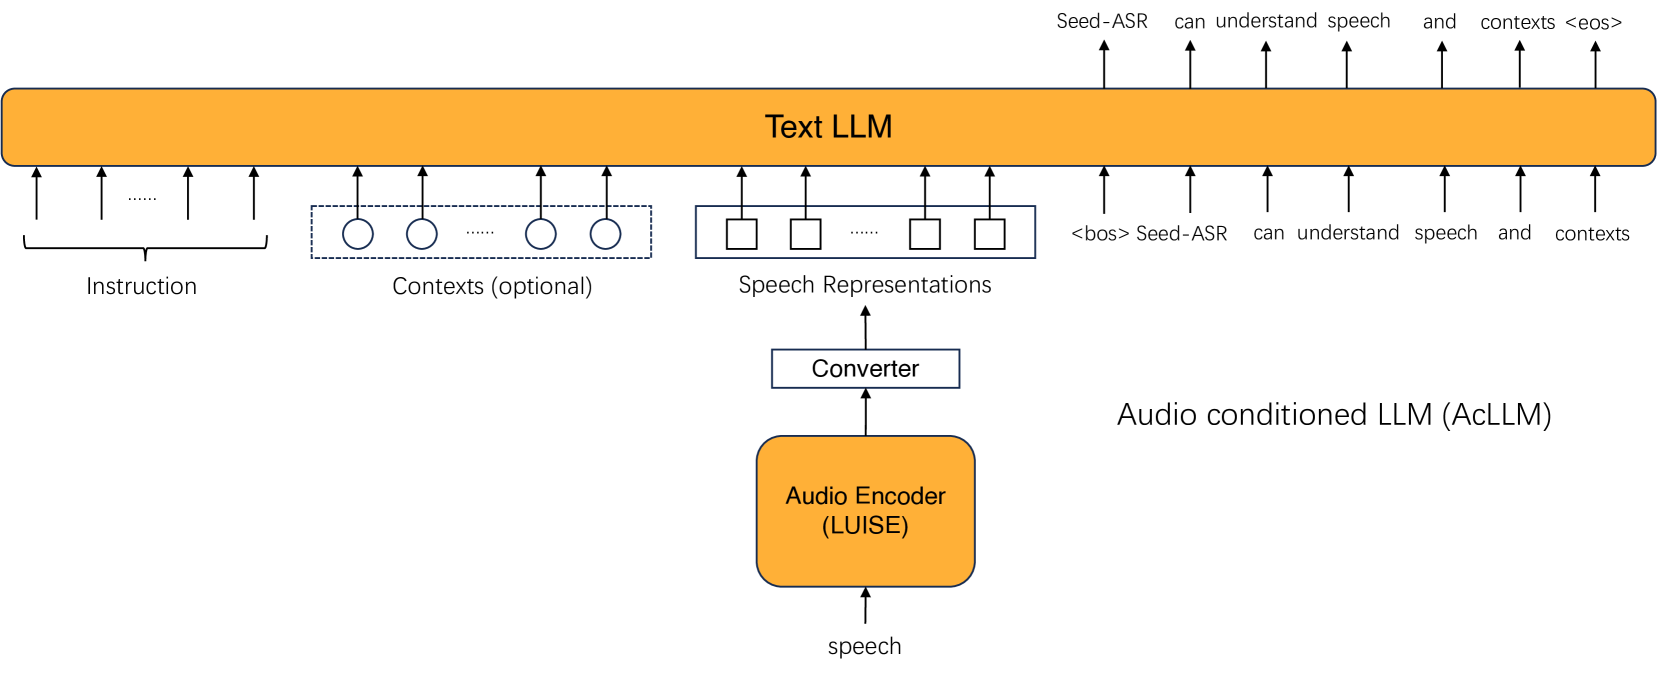 Seed-ASR can understand speech and contexts <eos>
Text LLM
......
...... ......
<bos> Seed-ASR can understand speech and contexts
Instruction Contexts (optional) Speech Representations
Converter
Audio conditioned LLM (AcLLM)
Audio Encoder
(LUISE)
speech